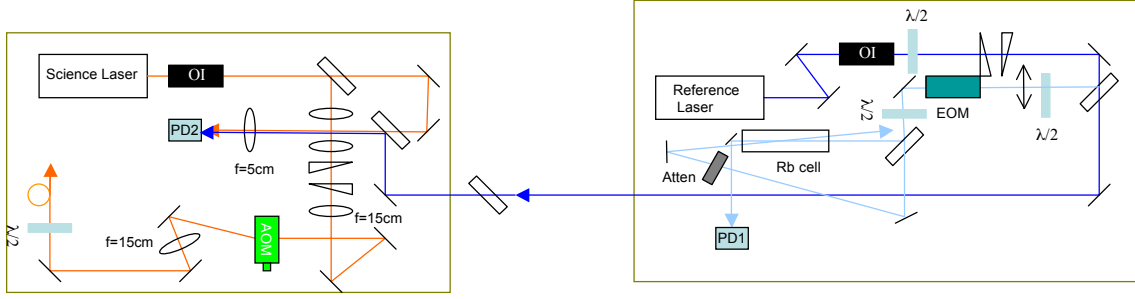 Science Laser
OI
PD2
f=5cm
λ/2
f=15cm
AOM
f=15cm
λ/2
OI
Reference
Laser
EOM
λ/2
λ/2
Rb cell
Atten
PD1